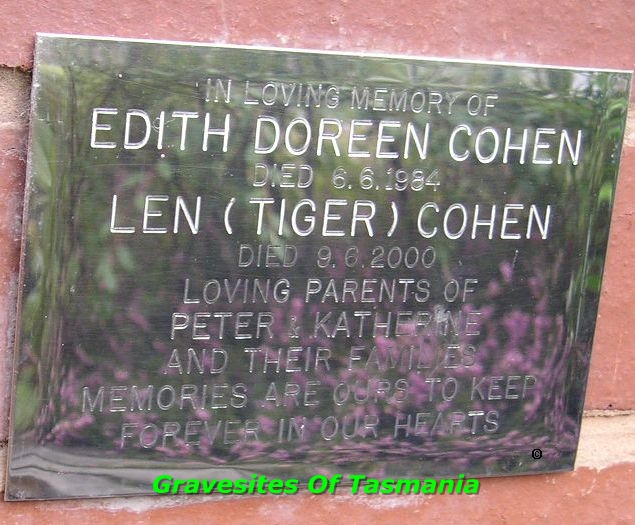 IN LOVING MEMORY OF
EDITH DOREEN COHEN
DIED 6.6.1984
LEN (TIGER) COHEN
DIED 9.6.2000
LOVING PARENTS OF
PETER & KATHERINE
AND THEIR FAMILIES
MEMORIES ARE OURS TO KEEP
FOREVER IN OUR HEARTS
©
Gravesites Of Tasmania